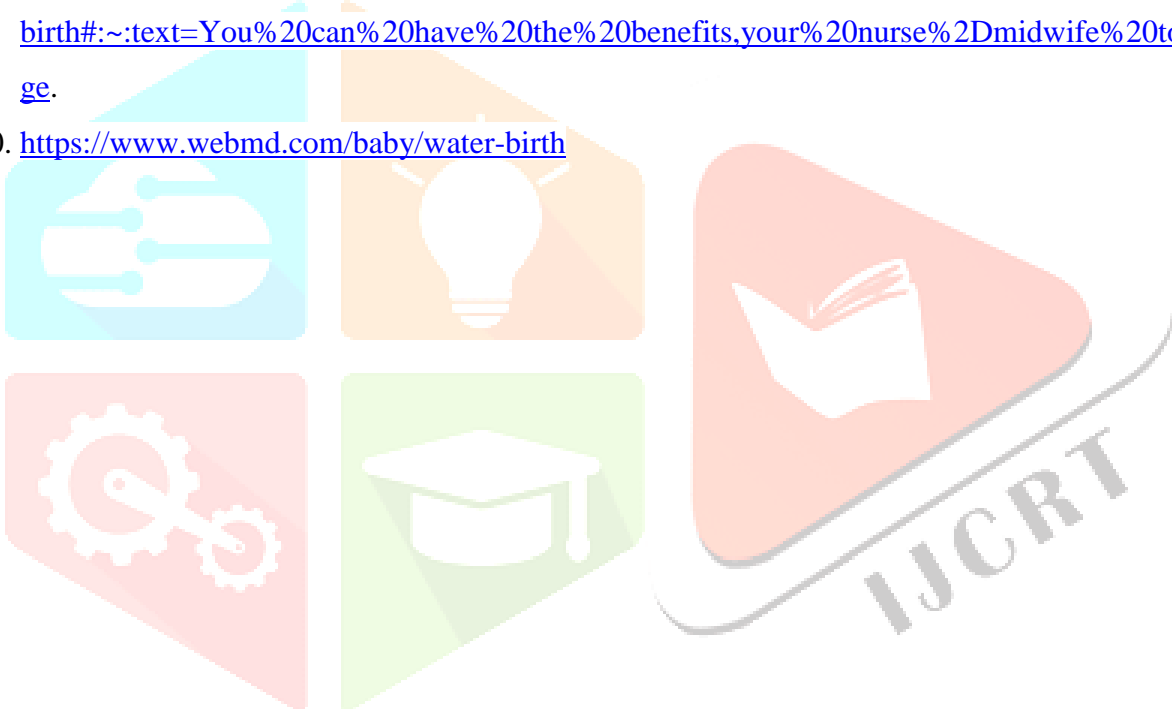 birth#:~:text=You%20can%20have%20the%20benefits,your%20nurse%2Dmidwife%20to
ge.
0. https://www.webmd.com/baby/water-birth
IJCRT